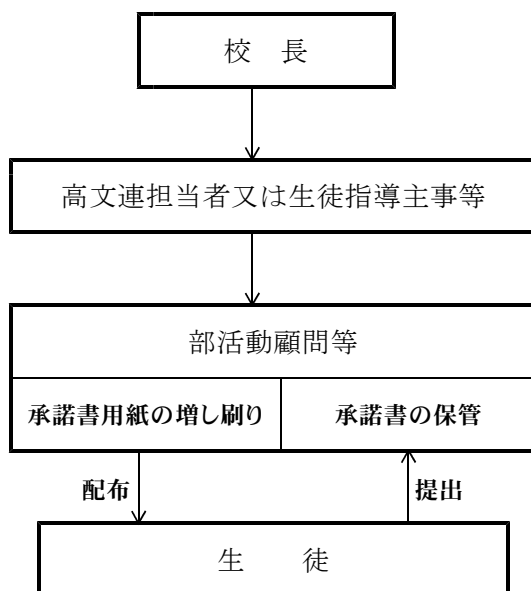 校　長
高文連担当者又は生徒指導主事等
部活動顧問等
承諾書用紙の増し刷り　承諾書の保管
配布　提出
生　　徒